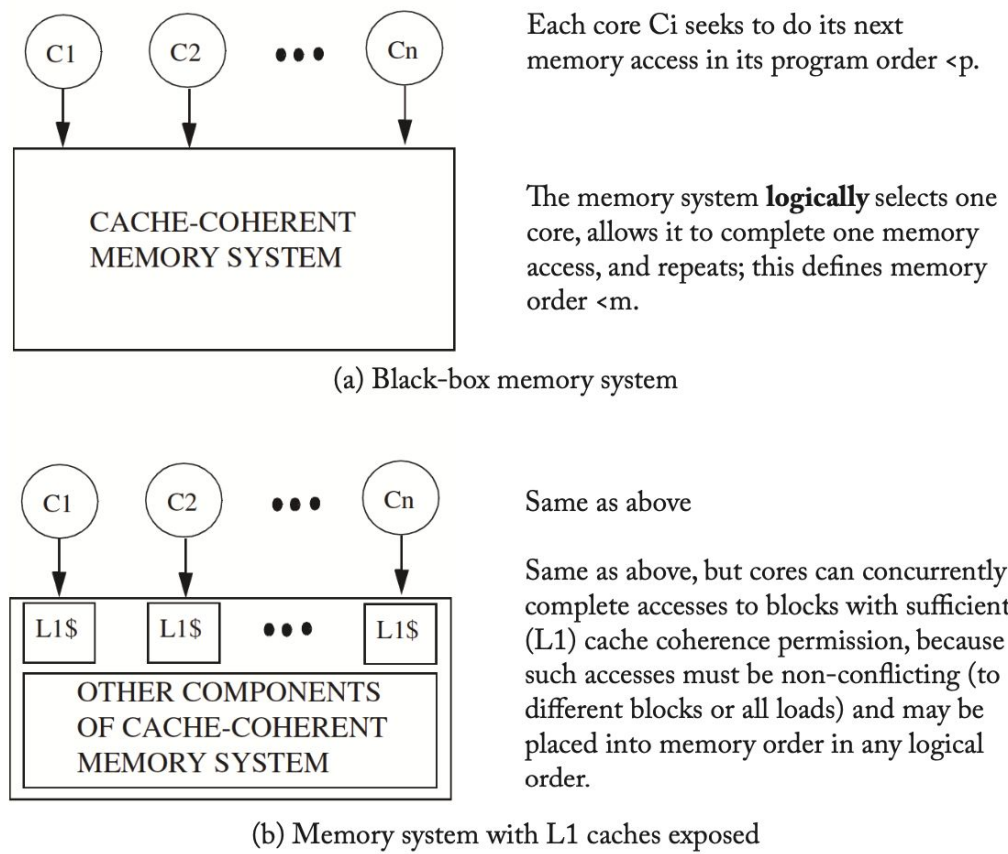 C1 C2 ••• Cn
Each core Ci seeks to do its next
memory access in its program order <p.
CACHE-COHERENT
MEMORY SYSTEM
The memory system logically selects one
core, allows it to complete one memory
access, and repeats; this defines memory
order <m.
(a) Black-box memory system
C1 C2 ••• Cn
Same as above
L1$ L1$ ••• L1$
OTHER COMPONENTS
OF CACHE-COHERENT
MEMORY SYSTEM
Same as above, but cores can concurrently
complete accesses to blocks with sufficient
(L1) cache coherence permission, because
such accesses must be non-conflicting (to
different blocks or all loads) and may be
placed into memory order in any logical
order.
(b) Memory system with L1 caches exposed